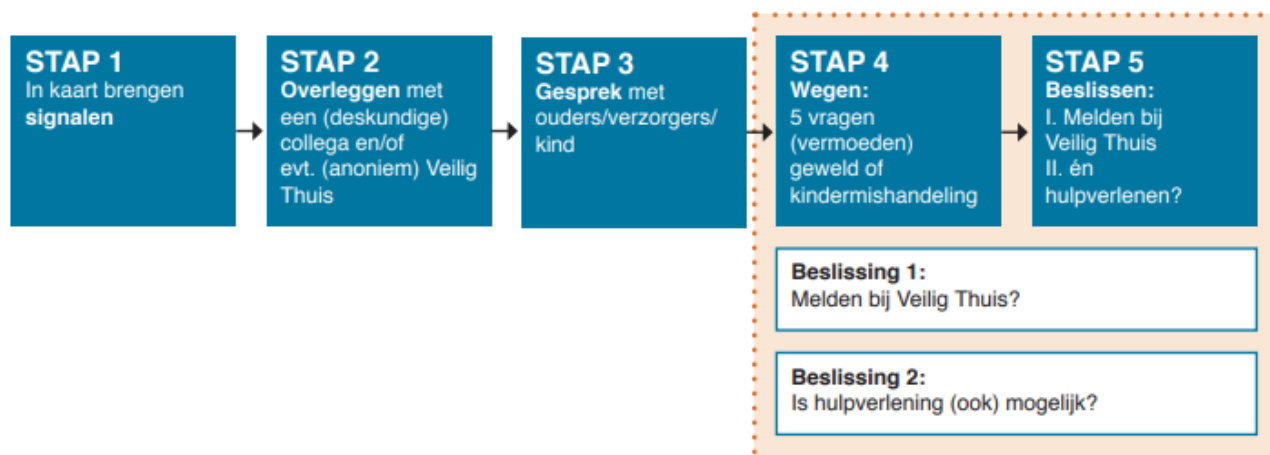 STAP 1
In kaart brengen
signalen
STAP 2
Overleggen met
een (deskundige)
collega en/of
evt. (anoniem) Veilig
Thuis
STAP 3
Gesprek met
ouders/verzorgers/
kind
STAP 4
Wegen:
5 vragen
(vermoeden)
geweld of
kindermishandeling
STAP 5
Beslissen:
I. Melden bij
Veilig Thuis
II. én
hulpverlenen?
Beslissing 1:
Melden bij Veilig Thuis?
Beslissing 2:
Is hulpverlening (ook) mogelijk?